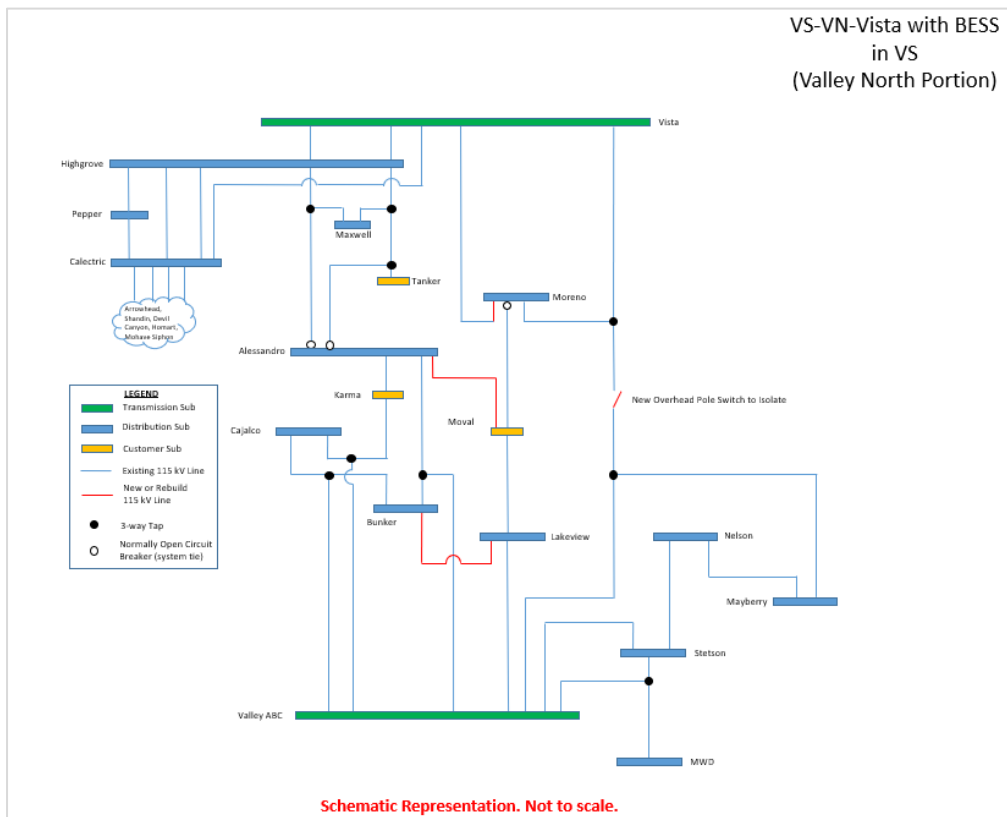 VS-VN-Vista with BESS
in VS
(Valley North Portion)
Vista
Highgrove
Pepper
Maxwell
Calectric
Tanker
Moreno
Arrowhead,
Shandin, Devil
Canyon, Homart,
Mohave Siphon
Alessandro
LEGEND
Transmission Sub
Distribution Sub
Customer Sub
Existing 115 kV Line
New or Rebuild
115 kV Line
3-way Tap
Normally Open Circuit
Breaker (system tie)
Karma
New Overhead Pole Switch to Isolate
Moval
Cajalco
Bunker
Lakeview
Nelson
Mayberry
Stetson
Valley ABC
MWD
Schematic Representation. Not to scale.